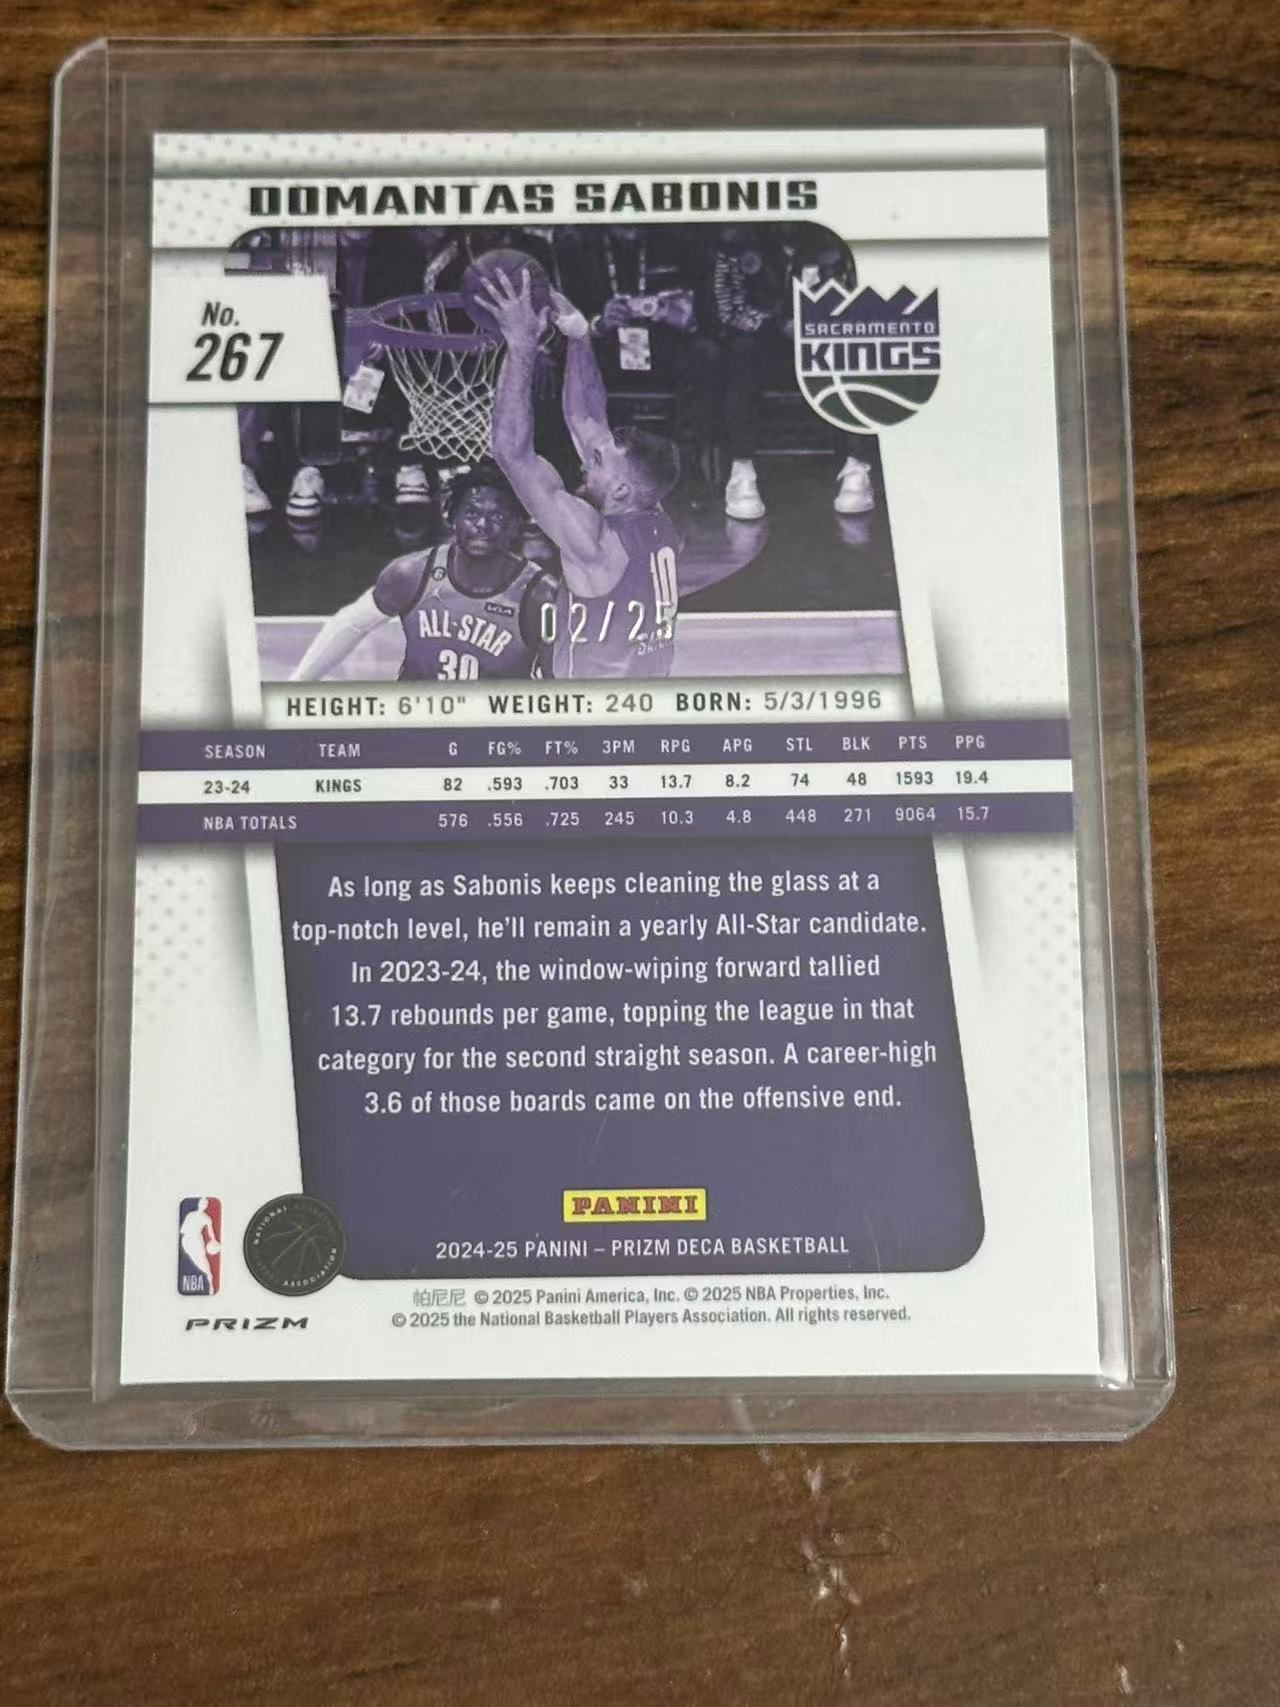 DOMANTAS SABONIS
No.
267
SACRAMENTO
KINGS
KIA
ALL-STAR
30
10
02/25
HEIGHT: 6'10" WEIGHT: 240 BORN: 5/3/1996
SEASON TEAM G FG% FT% 3PM RPG APG STL BLK PTS PPG
23-24 KINGS 82 .593 .703 33 13.7 8.2 74 48 1593 19.4
NBA TOTALS 576 .556 .725 245 10.3 4.8 448 271 9064 15.7
As long as Sabonis keeps cleaning the glass at a
top-notch level, he'll remain a yearly All-Star candidate.
In 2023-24, the window-wiping forward tallied
13.7 rebounds per game, topping the league in that
category for the second straight season. A career-high
3.6 of those boards came on the offensive end.
PANINI
2024-25 PANINI – PRIZM DECA BASKETBALL
NBA
NATIONAL BASKETBALL
ASSOCIATION
PRIZM
帕尼尼 © 2025 Panini America, Inc. © 2025 NBA Properties, Inc.
© 2025 the National Basketball Players Association. All rights reserved.